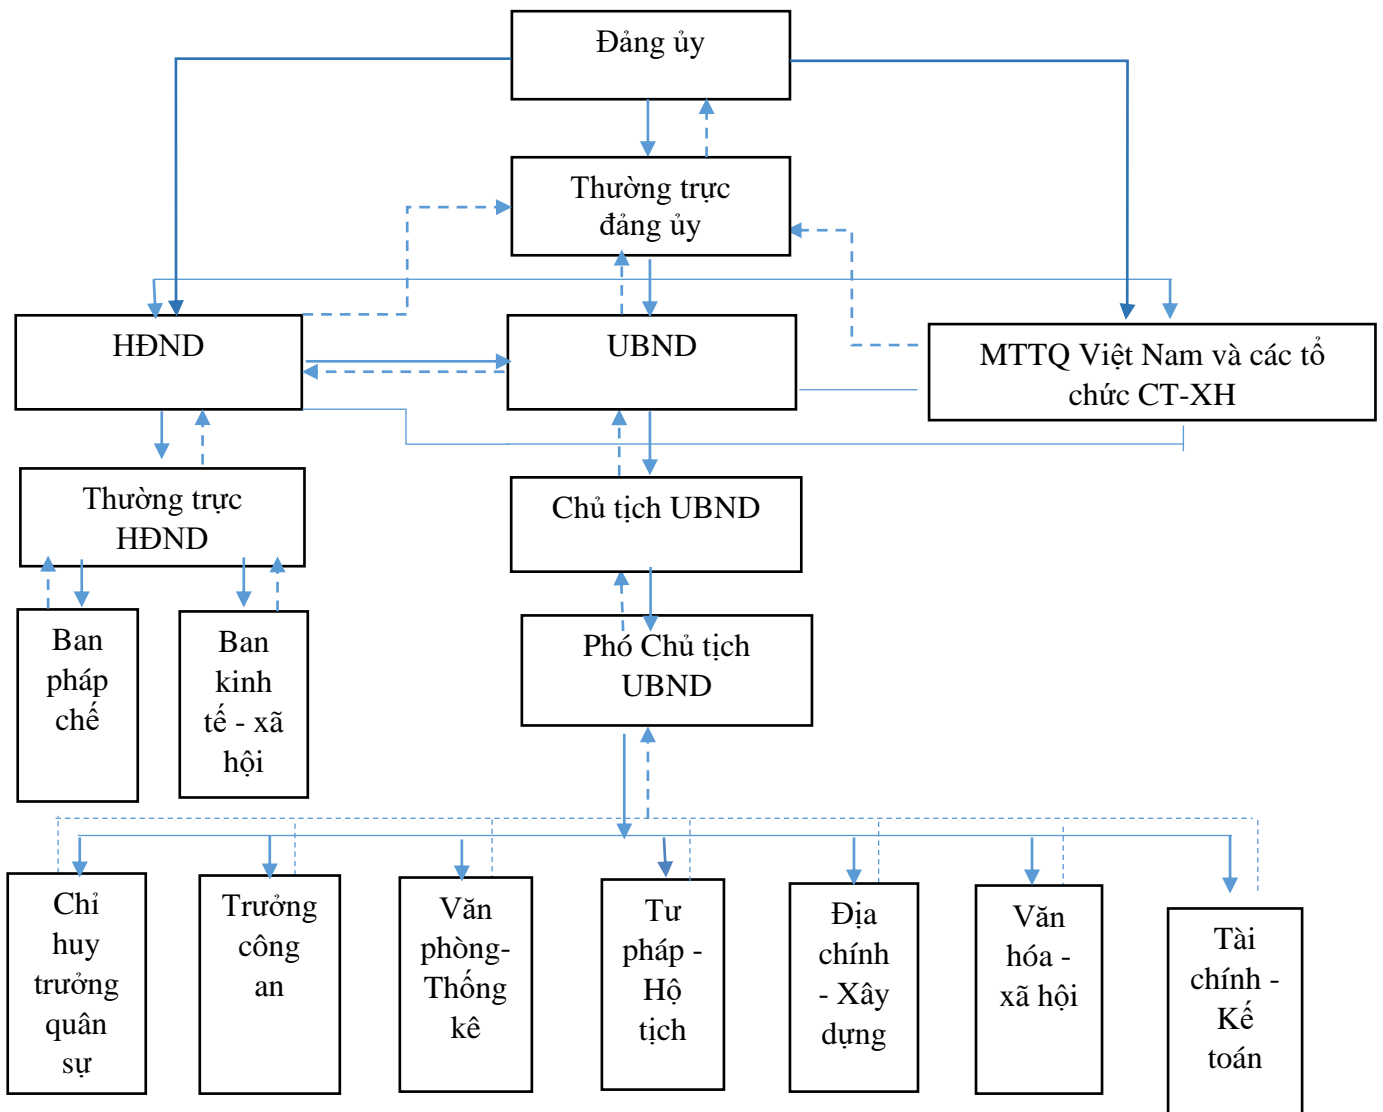 Đảng ủy
Thường trực
đảng ủy
HĐND
UBND
MTTQ Việt Nam và các tổ
chức CT-XH
Thường trực
HĐND
Chủ tịch UBND
Ban
pháp
chế
Ban
kinh
tế - xã
hội
Phó Chủ tịch
UBND
Chỉ
huy
trưởng
quân
sự
Trưởng
công
an
Văn
phòng-
Thống
kê
Tư
pháp -
Hộ
tịch
Địa
chính
- Xây
dựng
Văn
hóa -
xã hội
Tài
chính -
Kế
toán